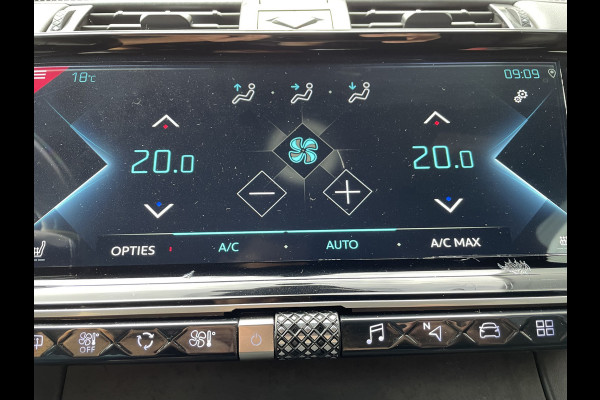 18°C 09:09
20.0 20.0
OPTIES A/C AUTO A/C MAX
OFF N